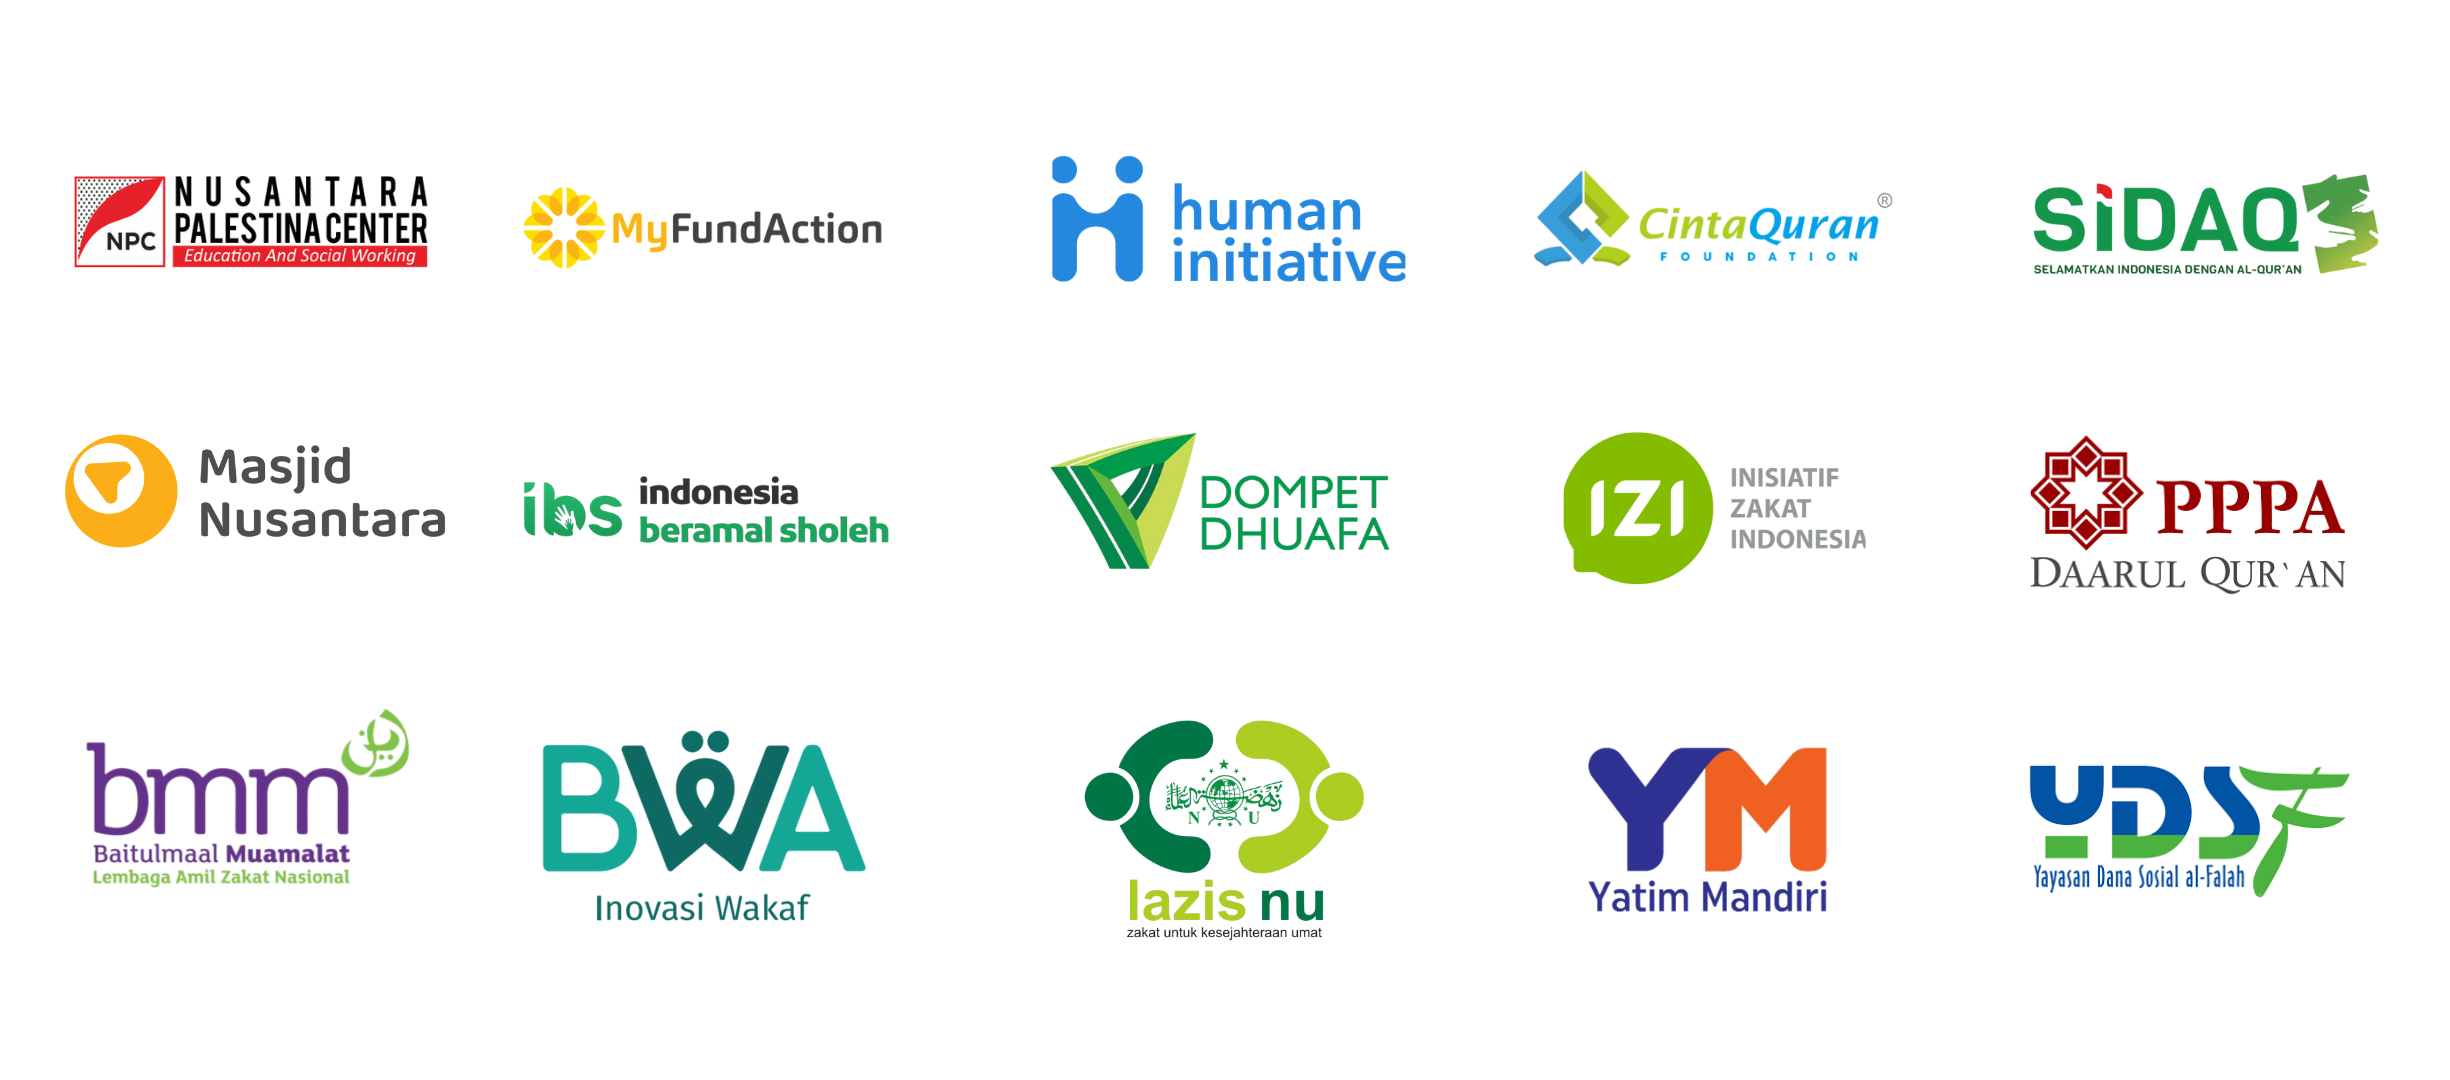 NPC
NUSANTARA
PALESTINA CENTER
Education And Social Working
MyFundAction
human
initiative
CintaQuran®
FOUNDATION
SiDAQ
SELAMATKAN INDONESIA DENGAN AL-QUR'AN
Masjid
Nusantara
ibs
indonesia
beramal sholeh
DOMPET
DHUAFA
IZI
INISIATIF
ZAKAT
INDONESIA
PPPA
DAARUL QUR`AN
bmm
Baitulmaal Muamalat
Lembaga Amil Zakat Nasional
BWA
Inovasi Wakaf
N U
lazis nu
zakat untuk kesejahteraan umat
YM
Yatim Mandiri
YDSF
Yayasan Dana Sosial al-Falah